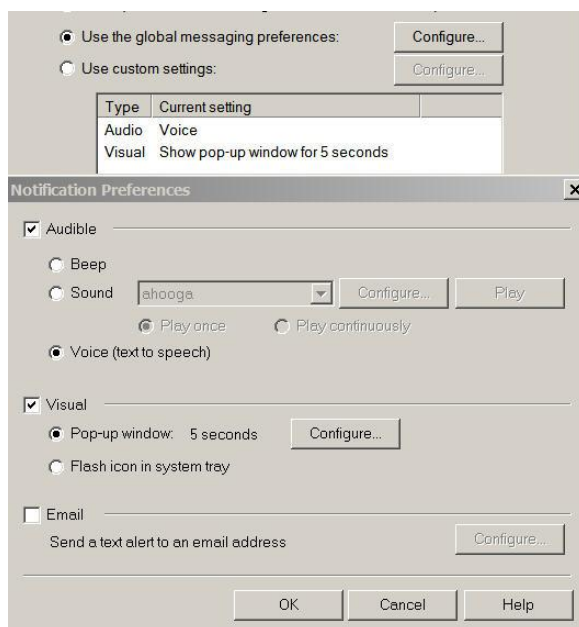 Use the global messaging preferences: Configure...
Use custom settings: Configure...
Type Current setting
Audio Voice
Visual Show pop-up window for 5 seconds
Notification Preferences
Audible
Beep
Sound ahooga Configure... Play
Play once Play continuously
Voice (text to speech)
Visual
Pop-up window: 5 seconds Configure...
Flash icon in system tray
Email
Send a text alert to an email address Configure...
OK Cancel Help